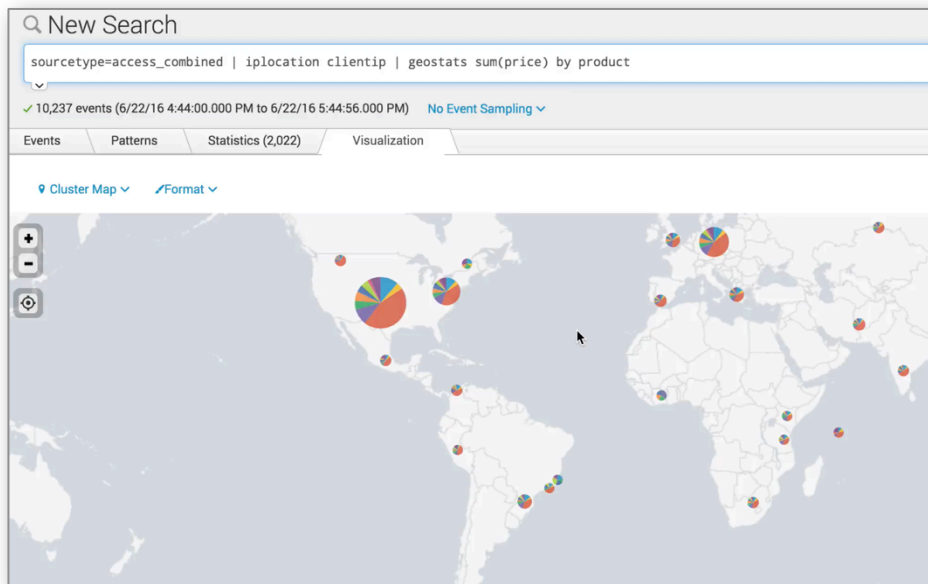 New Search
sourcetype=access_combined | iplocation clientip | geostats sum(price) by product
10,237 events (6/22/16 4:44:00.000 PM to 6/22/16 5:44:56.000 PM) No Event Sampling
Events Patterns Statistics (2,022) Visualization
Cluster Map Format
+
-